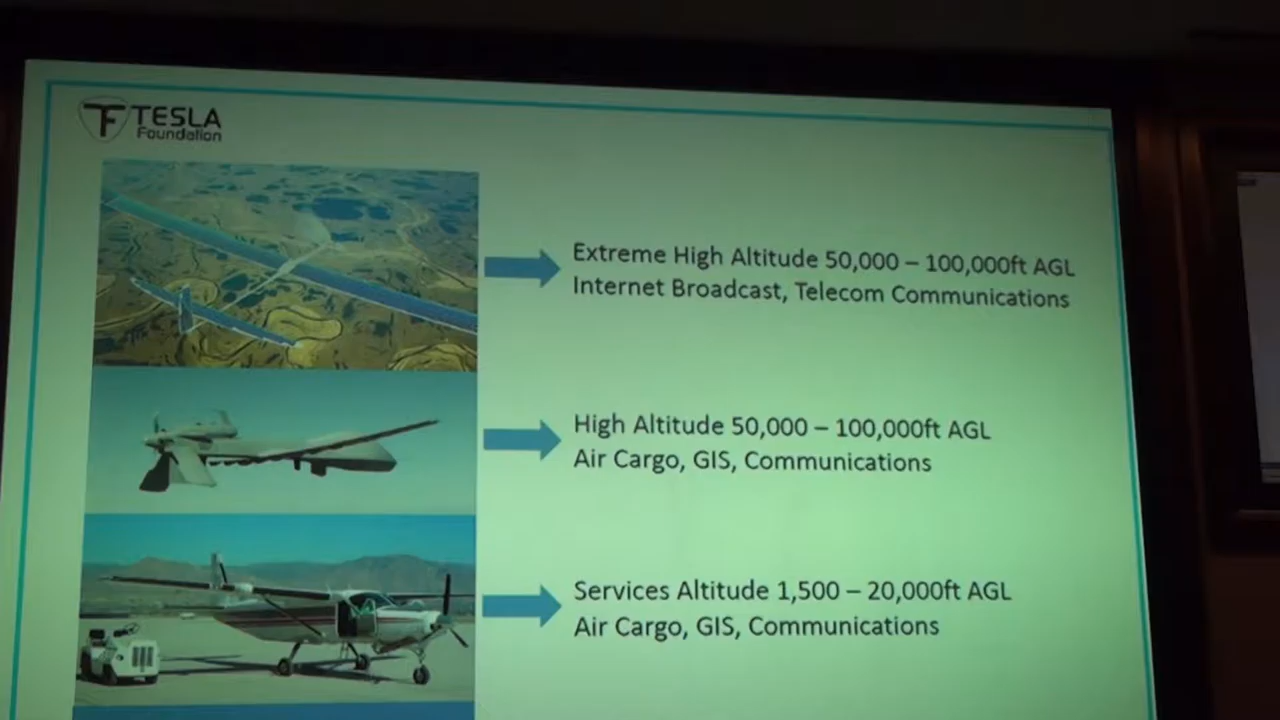 TESLA
Foundation
Extreme High Altitude 50,000 – 100,000ft AGL
Internet Broadcast, Telecom Communications
High Altitude 50,000 – 100,000ft AGL
Air Cargo, GIS, Communications
Services Altitude 1,500 – 20,000ft AGL
Air Cargo, GIS, Communications